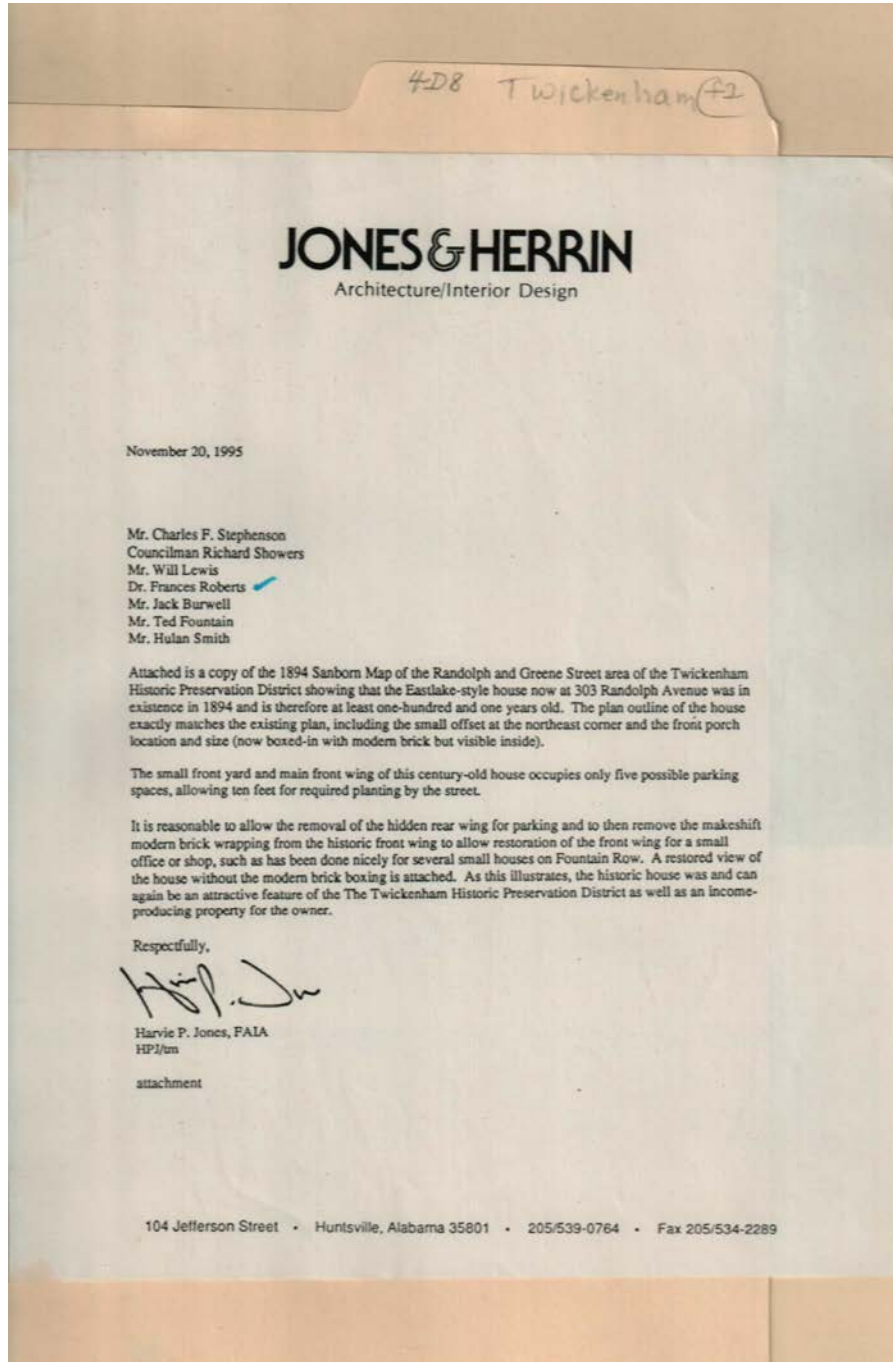 4D8 Twickenham f2
JONES & HERRIN
Architecture/Interior Design
November 20, 1995
Mr. Charles F. Stephenson
Councilman Richard Showers
Mr. Will Lewis
Dr. Frances Roberts ✓
Mr. Jack Burwell
Mr. Ted Fountain
Mr. Hulan Smith
Attached is a copy of the 1894 Sanborn Map of the Randolph and Greene Street area of the Twickenham
Historic Preservation District showing that the Eastlake-style house now at 303 Randolph Avenue was in
existence in 1894 and is therefore at least one-hundred and one years old. The plan outline of the house
exactly matches the existing plan, including the small offset at the northeast corner and the front porch
location and size (now boxed-in with modern brick but visible inside).
The small front yard and main front wing of this century-old house occupies only five possible parking
spaces, allowing ten feet for required planting by the street.
It is reasonable to allow the removal of the hidden rear wing for parking and to then remove the makeshift
modern brick wrapping from the historic front wing to allow restoration of the front wing for a small
office or shop, such as has been done nicely for several small houses on Fountain Row. A restored view of
the house without the modern brick boxing is attached. As this illustrates, the historic house was and can
again be an attractive feature of the The Twickenham Historic Preservation District as well as an income-
producing property for the owner.
Respectfully,
Harvie P. Jones, FAIA
HPJ/tm
attachment
104 Jefferson Street • Huntsville, Alabama 35801 • 205/539-0764 • Fax 205/534-2289